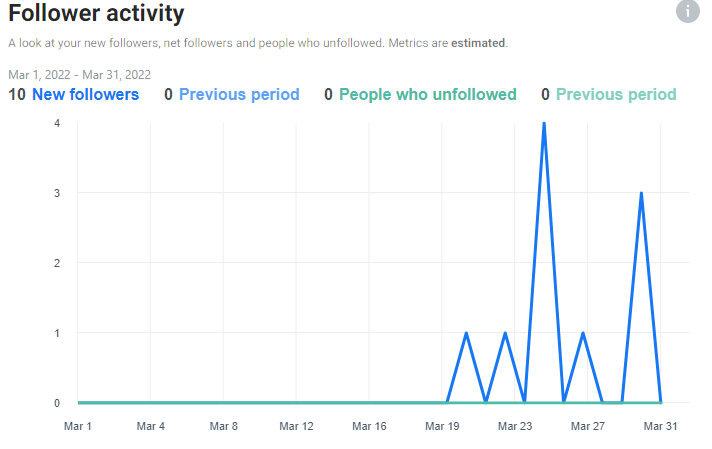 Follower activity
i
A look at your new followers, net followers and people who unfollowed. Metrics are estimated.
Mar 1, 2022 - Mar 31, 2022
10 New followers 0 Previous period 0 People who unfollowed 0 Previous period
4
3
2
1
0
Mar 1 Mar 4 Mar 8 Mar 12 Mar 16 Mar 19 Mar 23 Mar 27 Mar 31